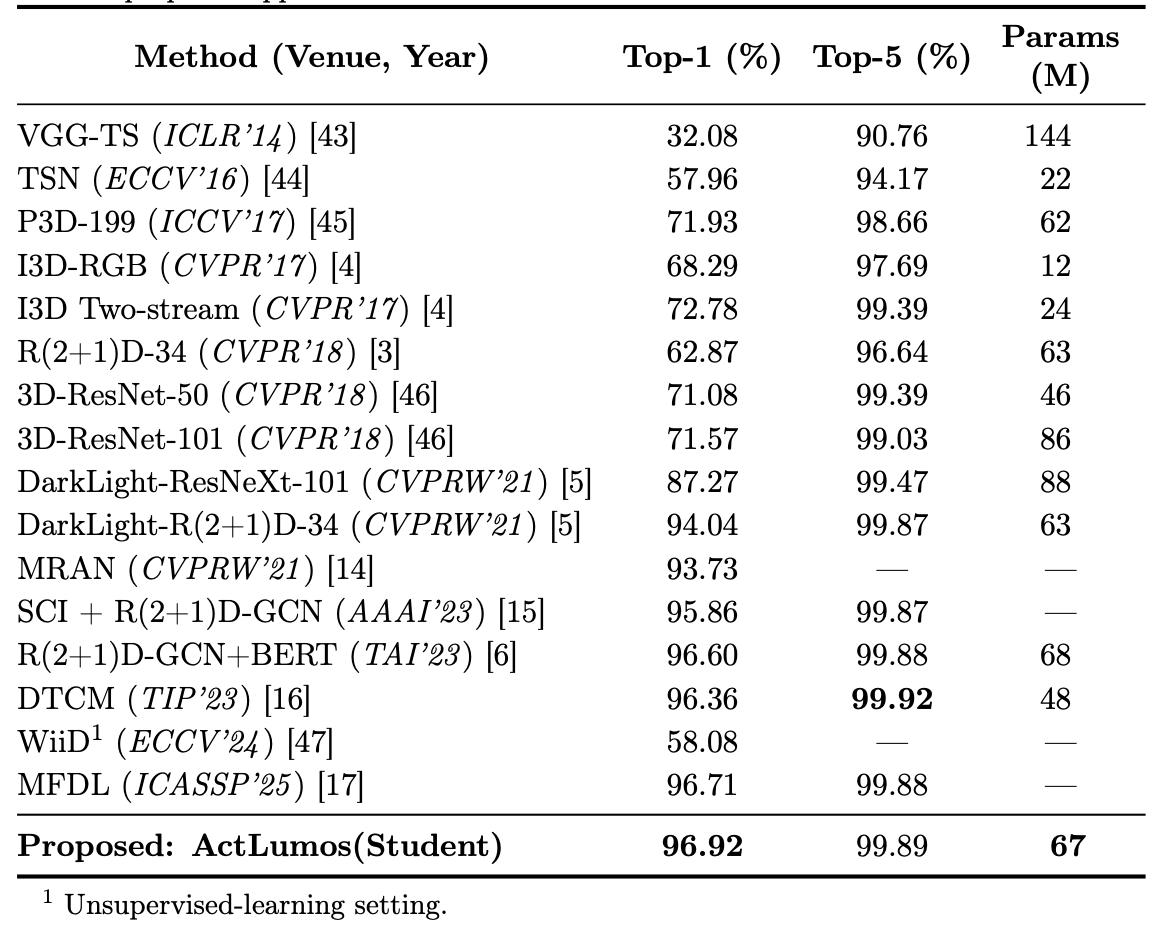 Method (Venue, Year) Top-1 (%) Top-5 (%) Params (M)
VGG-TS (ICLR'14) [43] 32.08 90.76 144
TSN (ECCV'16) [44] 57.96 94.17 22
P3D-199 (ICCV'17) [45] 71.93 98.66 62
I3D-RGB (CVPR'17) [4] 68.29 97.69 12
I3D Two-stream (CVPR'17) [4] 72.78 99.39 24
R(2+1)D-34 (CVPR'18) [3] 62.87 96.64 63
3D-ResNet-50 (CVPR'18) [46] 71.08 99.39 46
3D-ResNet-101 (CVPR'18) [46] 71.57 99.03 86
DarkLight-ResNeXt-101 (CVPRW'21) [5] 87.27 99.47 88
DarkLight-R(2+1)D-34 (CVPRW'21) [5] 94.04 99.87 63
MRAN (CVPRW'21) [14] 93.73 — —
SCI + R(2+1)D-GCN (AAAI'23) [15] 95.86 99.87 —
R(2+1)D-GCN+BERT (TAI'23) [6] 96.60 99.88 68
DTCM (TIP'23) [16] 96.36 99.92 48
WiiD¹ (ECCV'24) [47] 58.08 — —
MFDL (ICASSP'25) [17] 96.71 99.88 —
Proposed: ActLumos(Student) 96.92 99.89 67
¹ Unsupervised-learning setting.